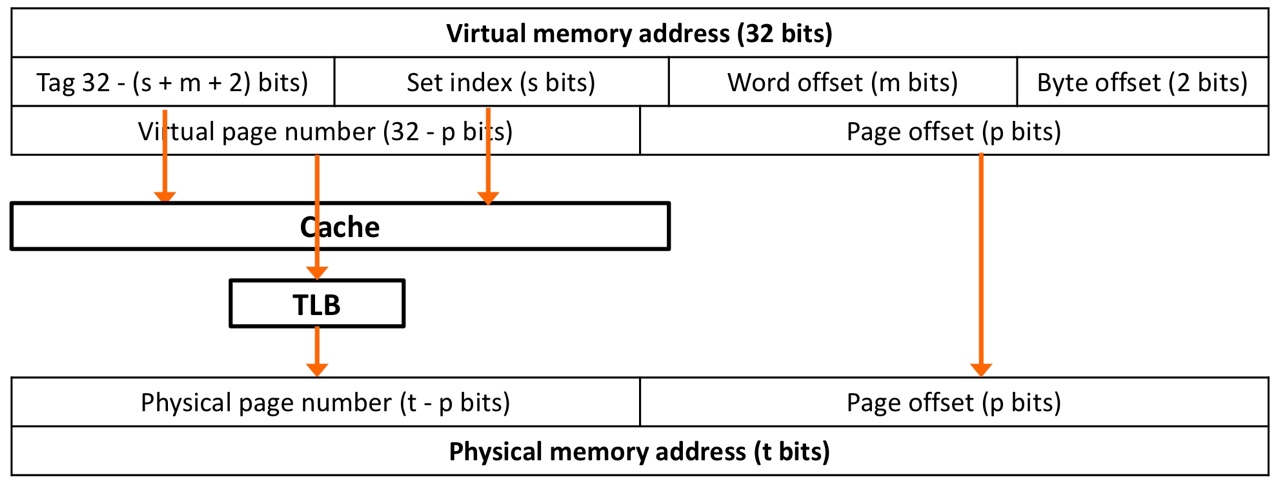 Virtual memory address (32 bits)
Tag 32 - (s + m + 2) bits)
Set index (s bits)
Word offset (m bits)
Byte offset (2 bits)
Virtual page number (32 - p bits)
Page offset (p bits)
Cache
TLB
Physical page number (t - p bits)
Page offset (p bits)
Physical memory address (t bits)